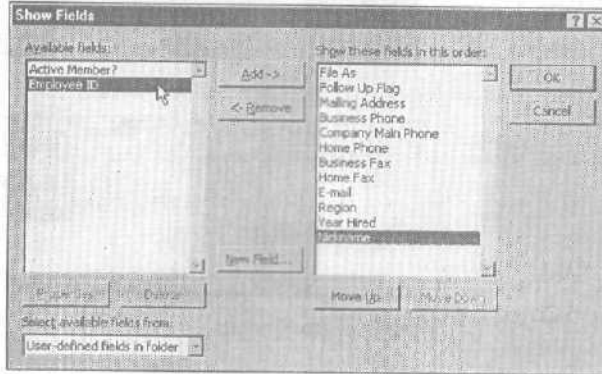 Show Fields
Available fields:
Active Member?
Employee ID
Add ->
<- Remove
New Field...
Properties
Delete
Select available fields from:
User-defined fields in folder
Show these fields in this order:
File As
Follow Up Flag
Mailing Address
Business Phone
Company Main Phone
Home Phone
Business Fax
Home Fax
E-mail
Region
Year Hired
Nickname
Move Up
Move Down
OK
Cancel